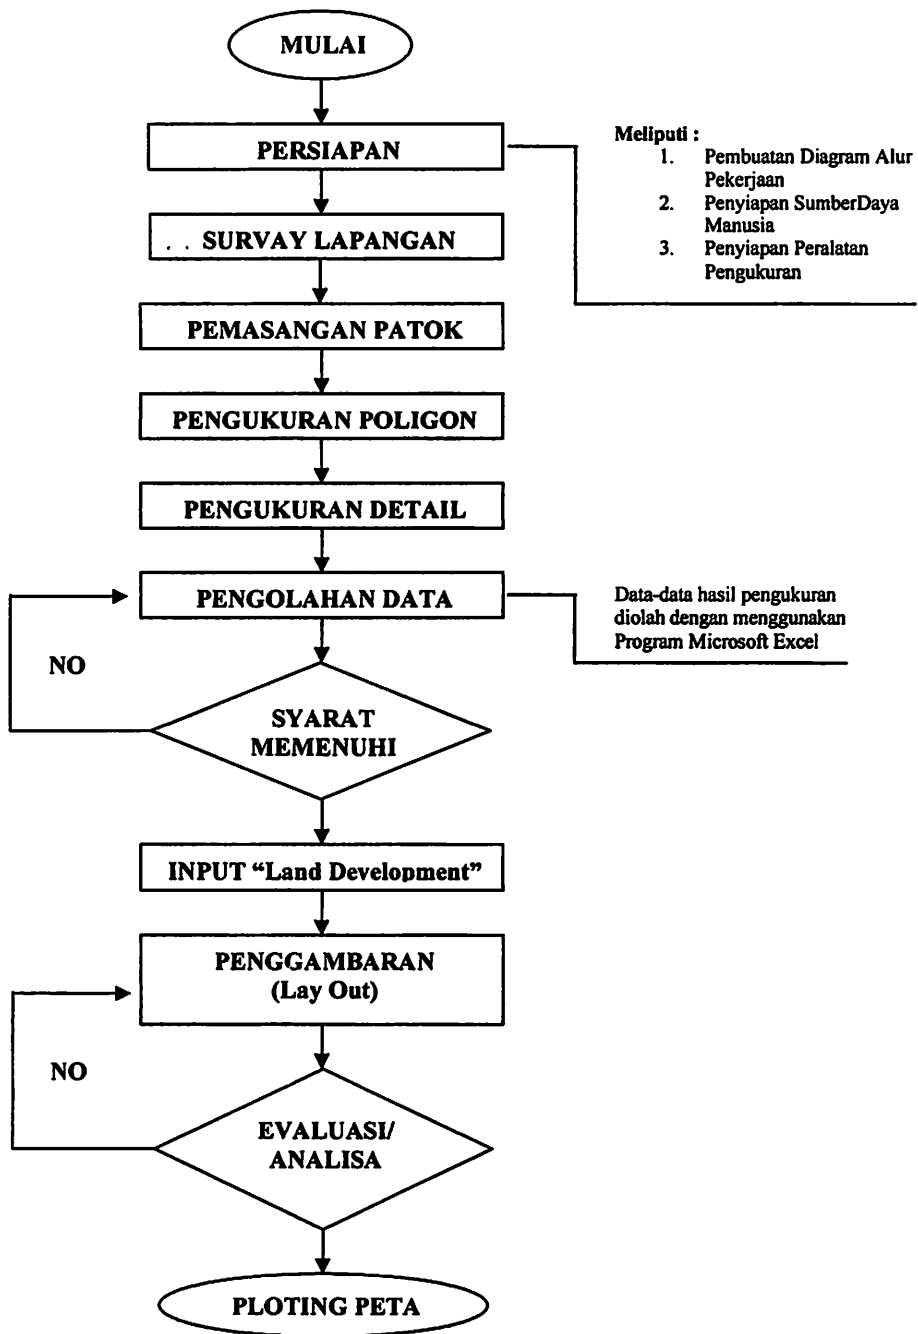 MULAI
PERSIAPAN
Meliputi :
1. Pembuatan Diagram Alur
Pekerjaan
2. Penyiapan SumberDaya
Manusia
3. Penyiapan Peralatan
Pengukuran
. . SURVAY LAPANGAN
PEMASANGAN PATOK
PENGUKURAN POLIGON
PENGUKURAN DETAIL
PENGOLAHAN DATA
Data-data hasil pengukuran
diolah dengan menggunakan
Program Microsoft Excel
NO
SYARAT
MEMENUHI
INPUT “Land Development”
PENGGAMBARAN
(Lay Out)
NO
EVALUASI/
ANALISA
PLOTING PETA